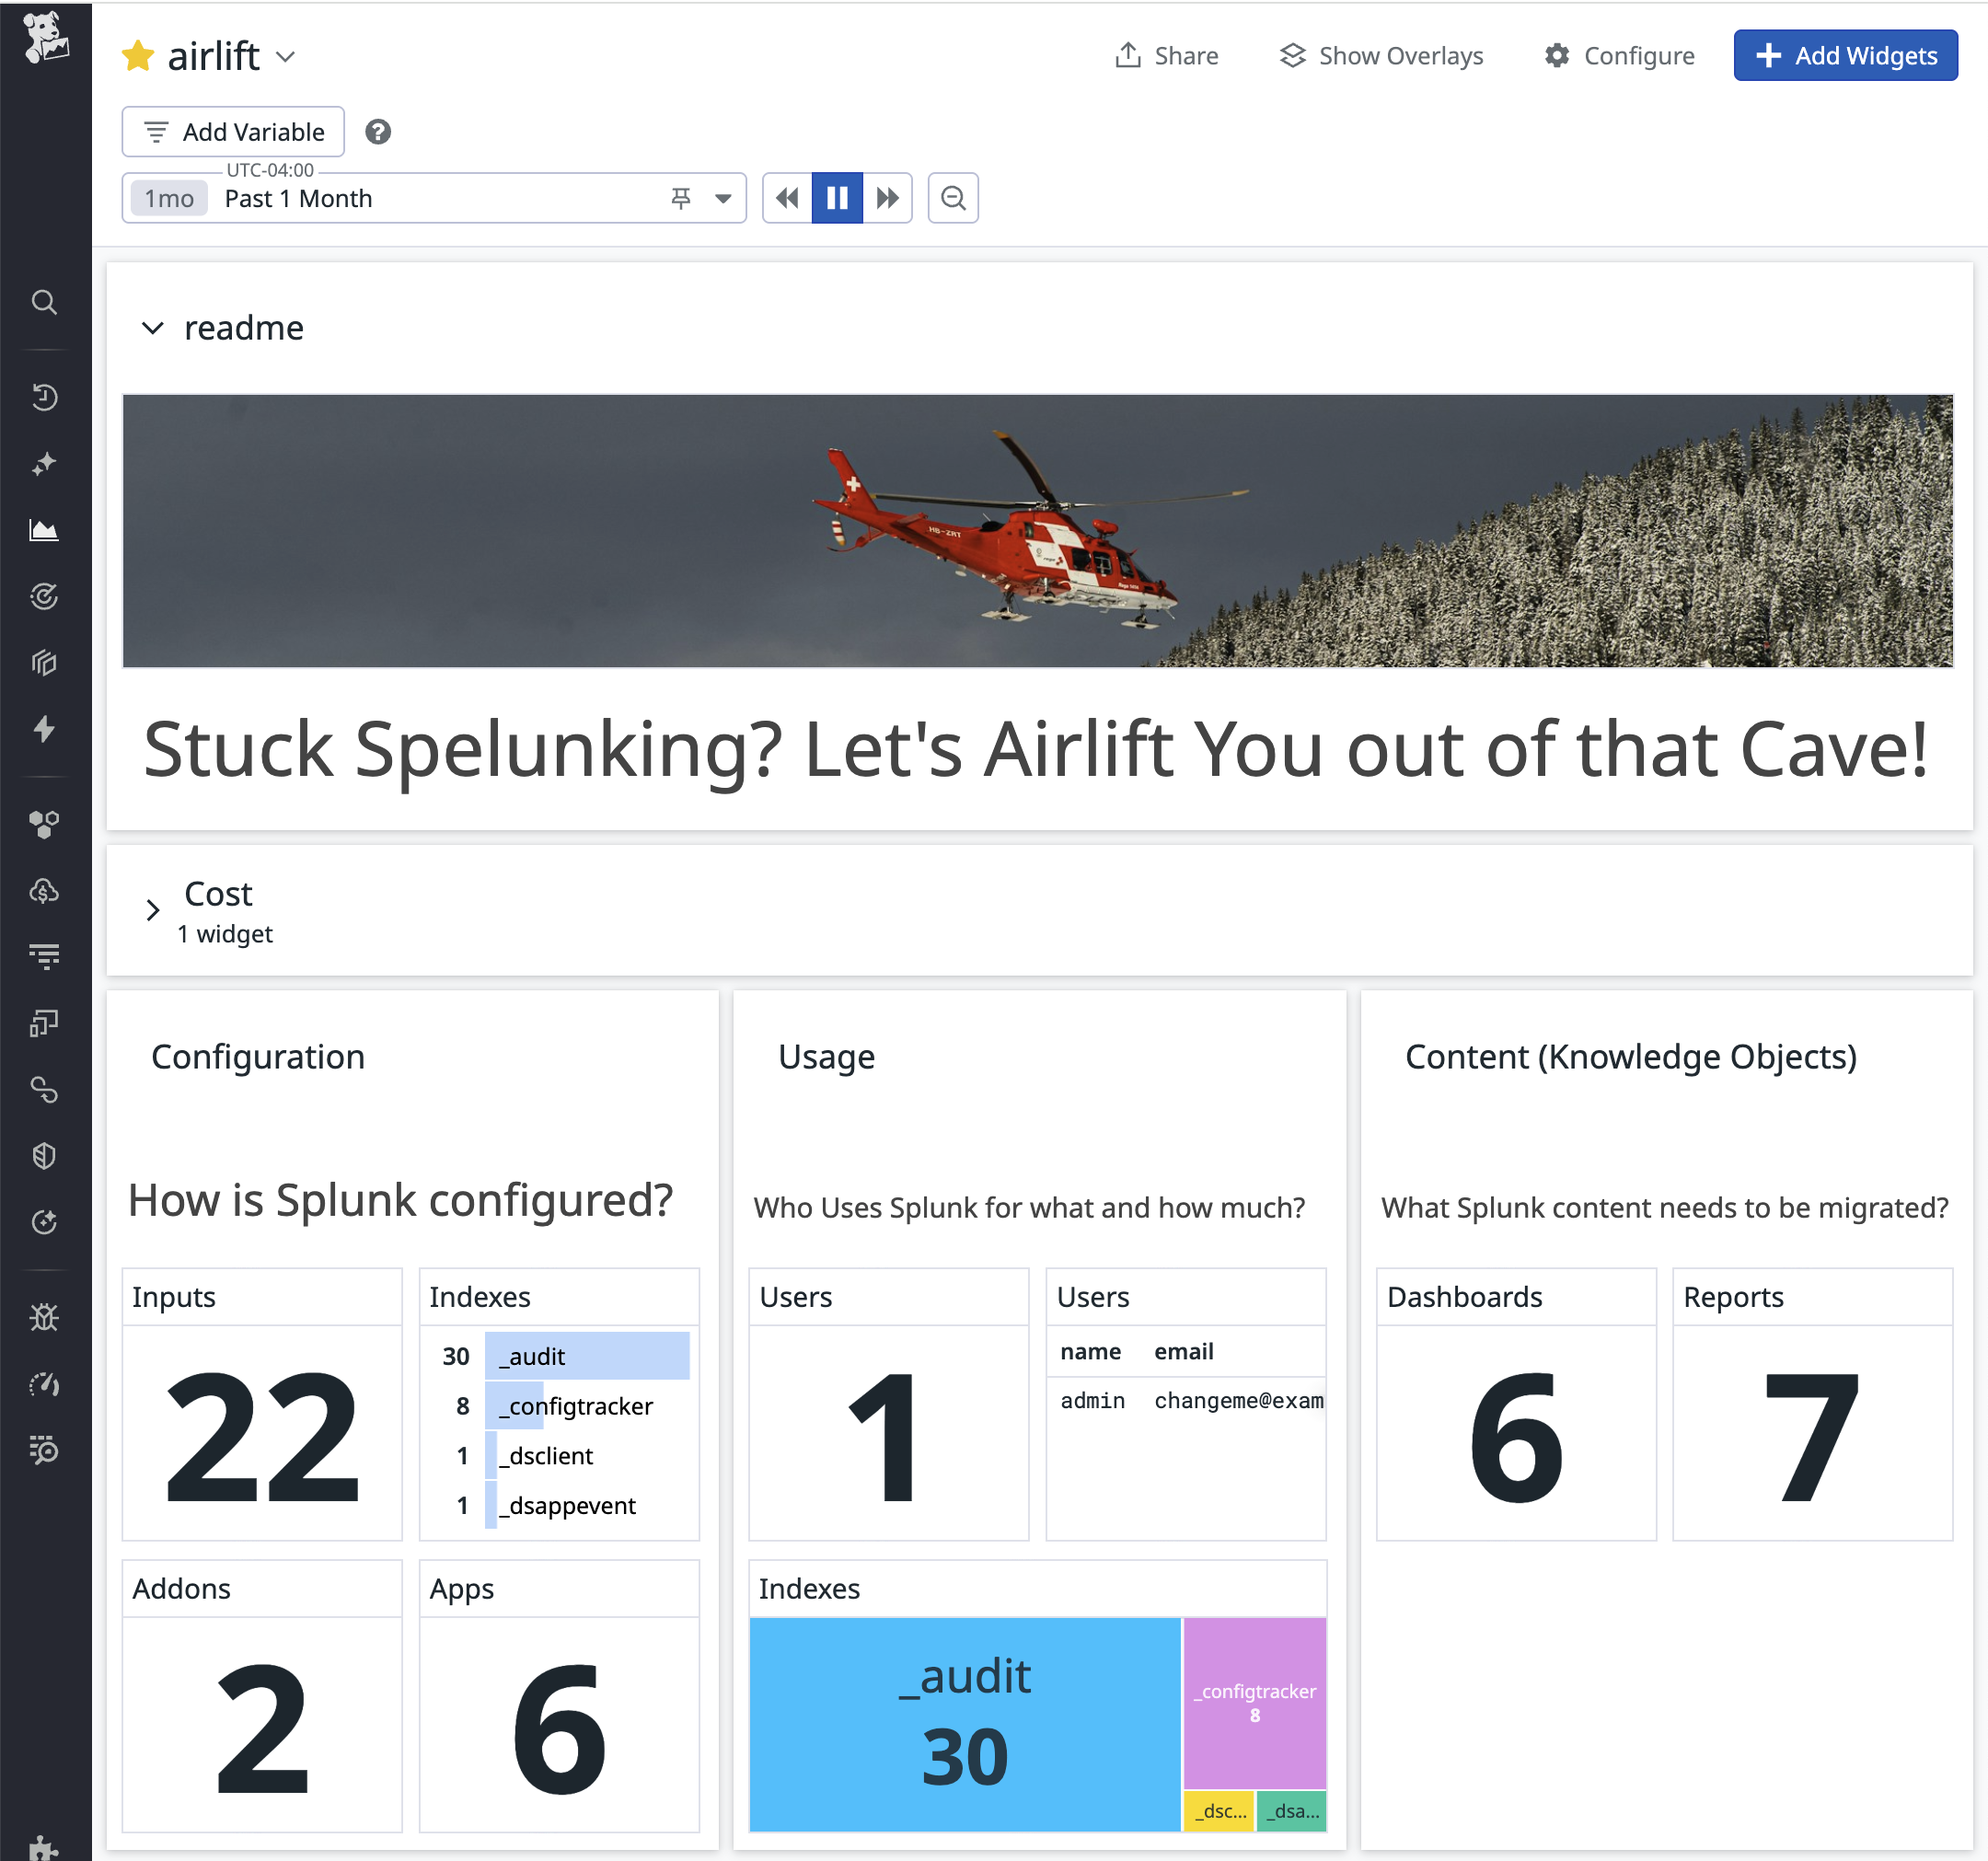 airlift
Share
Show Overlays
Configure
Add Widgets
Add Variable
UTC-04:00
1mo Past 1 Month
readme
HB-ZRT
Stuck Spelunking? Let's Airlift You out of that Cave!
Cost
1 widget
Configuration
How is Splunk configured?
Inputs
22
Indexes
30 _audit
8 _configtracker
1 _dsclient
1 _dsappevent
Addons
2
Apps
6
Usage
Who Uses Splunk for what and how much?
Users
1
Users
name email
admin changeme@exam
Indexes
_audit
30
_configtracker
8
_dsc...
_dsa...
Content (Knowledge Objects)
What Splunk content needs to be migrated?
Dashboards
6
Reports
7